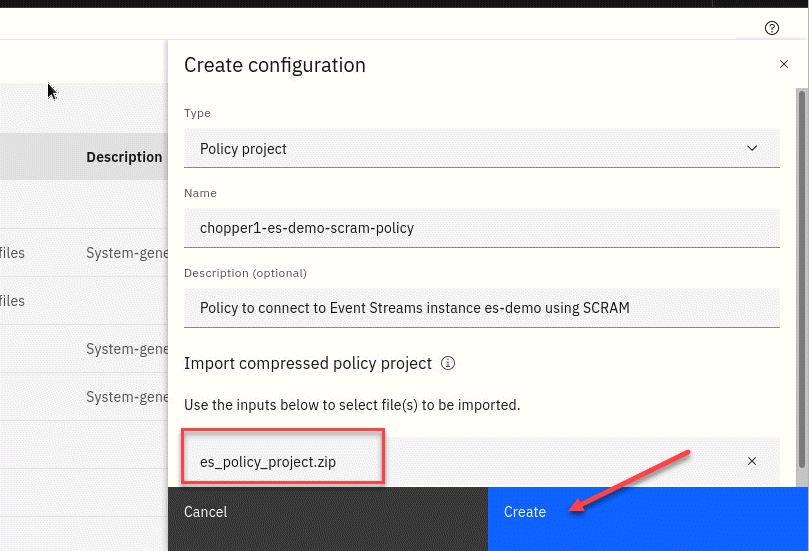 Create configuration
Type
Policy project
Name
chopper1-es-demo-scram-policy
Description (optional)
Policy to connect to Event Streams instance es-demo using SCRAM
Import compressed policy project
Use the inputs below to select file(s) to be imported.
es_policy_project.zip
Cancel
Create
Description
files
System-gene
files
System-gene
System-gene